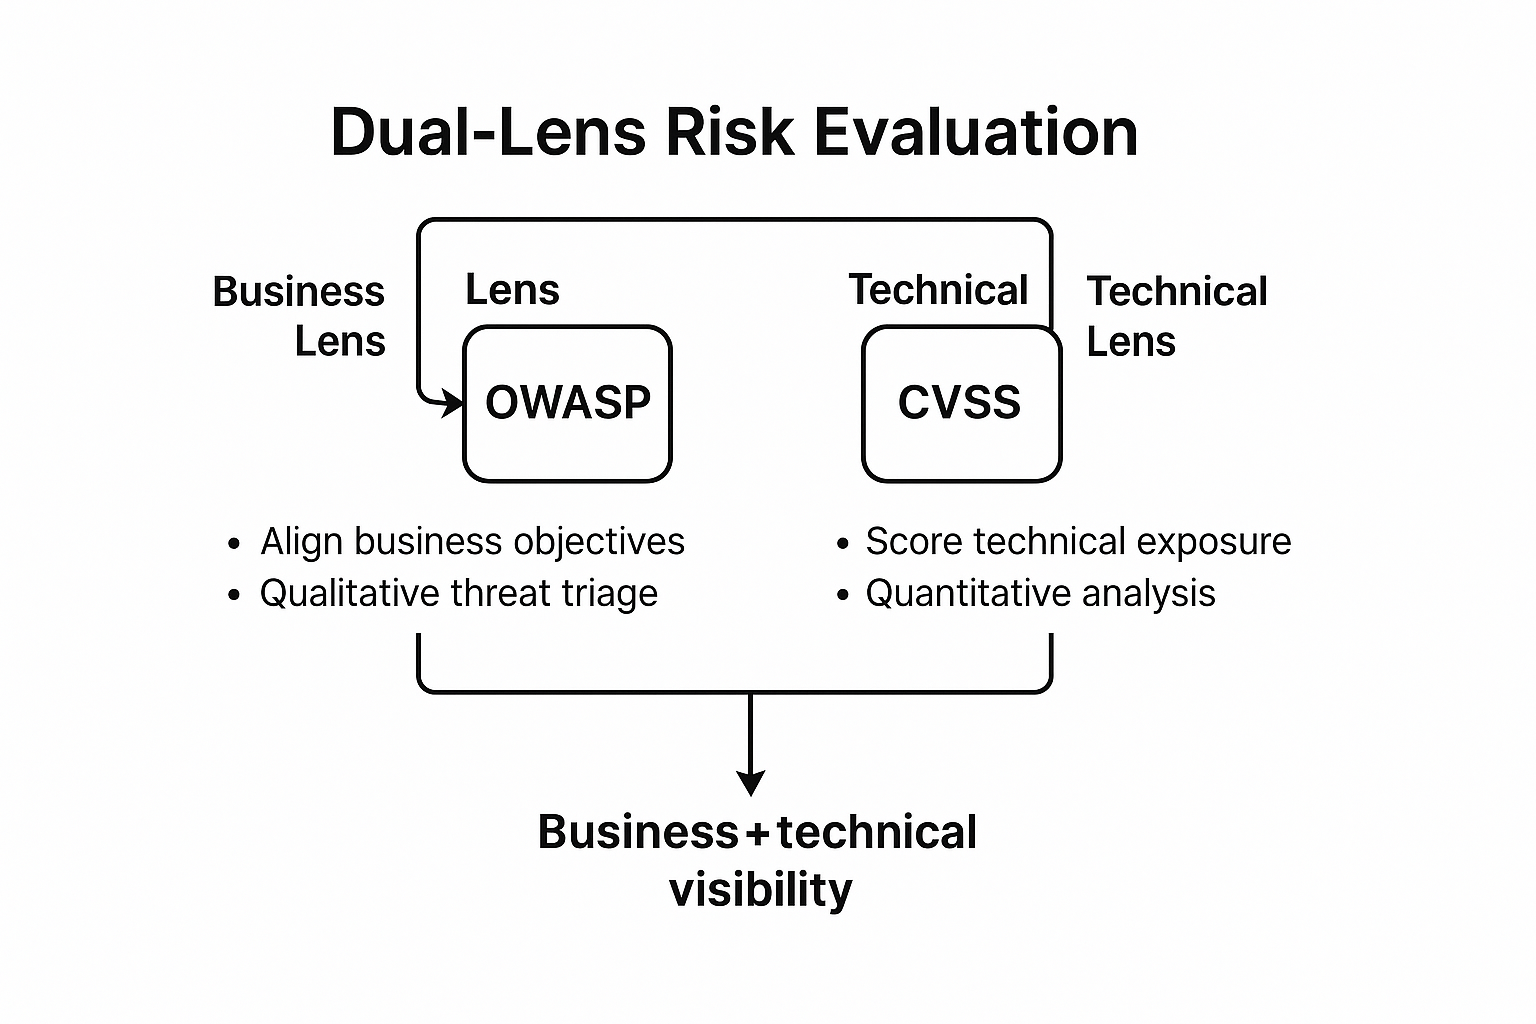 Dual-Lens Risk Evaluation
Business
Lens
Lens
OWASP
• Align business objectives
• Qualitative threat triage
Technical
CVSS
Technical
Lens
• Score technical exposure
• Quantitative analysis
Business+technical
visibility